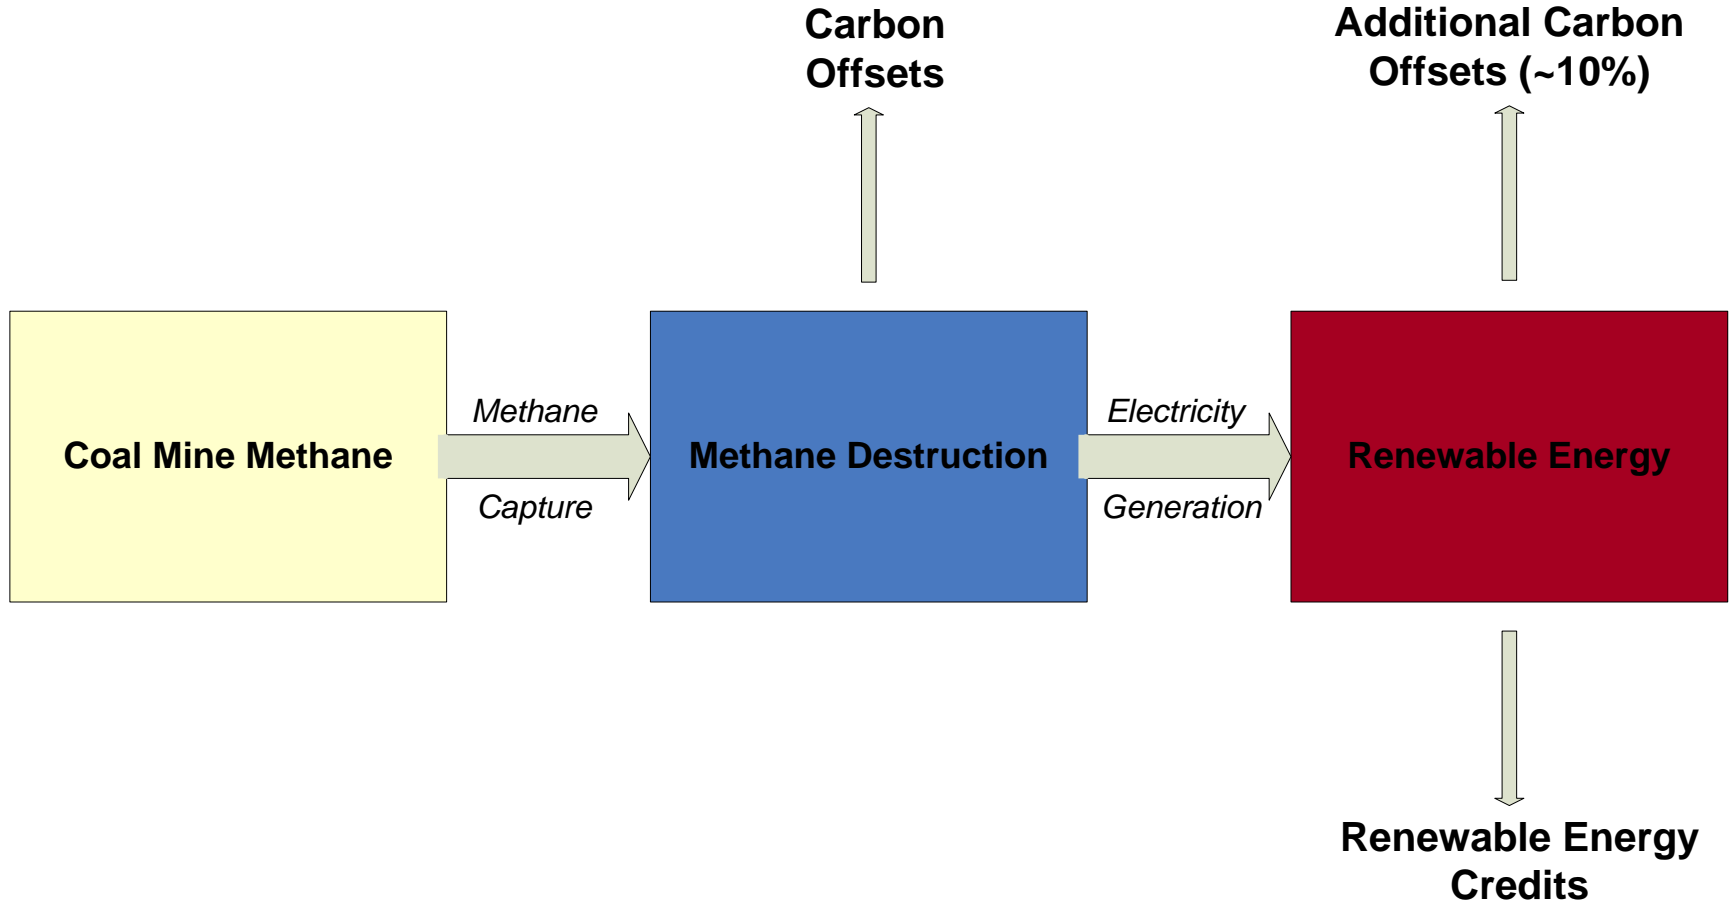 Carbon
Offsets
Additional Carbon
Offsets (~10%)
Coal Mine Methane
Methane
Capture
Methane Destruction
Electricity
Generation
Renewable Energy
Renewable Energy
Credits